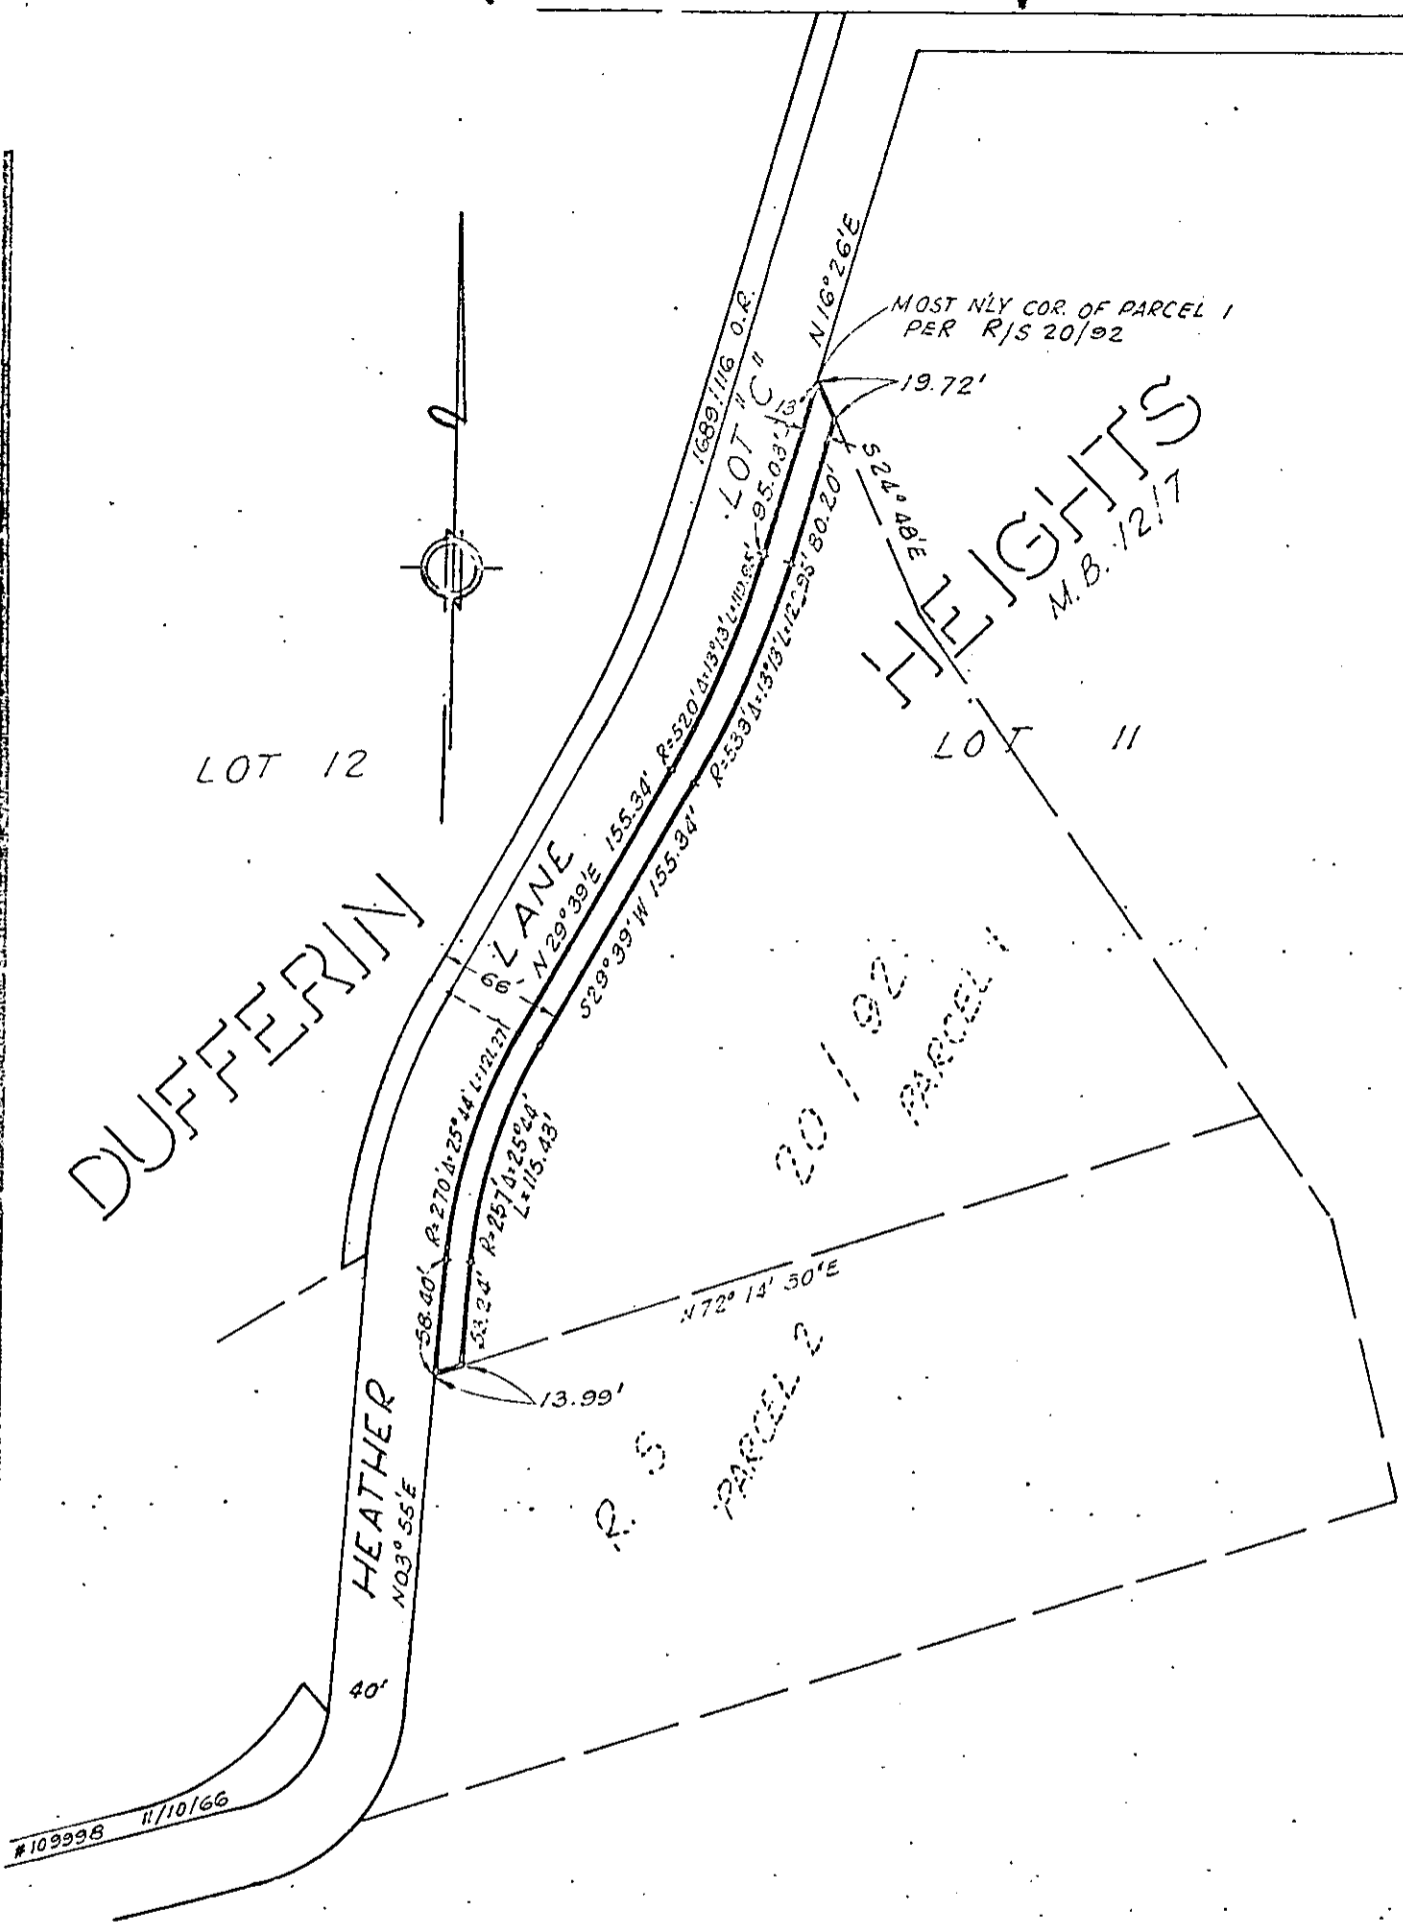 N16°26'E
MOST N'LY COR. OF PARCEL 1
PER R/S 20/92
19.72'
1689/116 O.R.
LOT "C"
13'
95.03'
80.20'
S24°48'E
HEIGHTS
M.B. 12/7
LOT 12
LOT 11
R=520' Δ=13°13' L=119.95'
R=533' Δ=13°13' L=122.95'
DUFFERIN
LANE
66'
N29°39'E 155.34'
S29°39'W 155.34'
R=270' Δ=25°44' L=121.27'
R=257' Δ=25°44'
L=115.43'
20/92
PARCEL 1
58.40'
53.24'
N72°14'30"E
13.99'
R. S
PARCEL 2
HEATHER
N03°55'E
40'
#109998 11/10/66